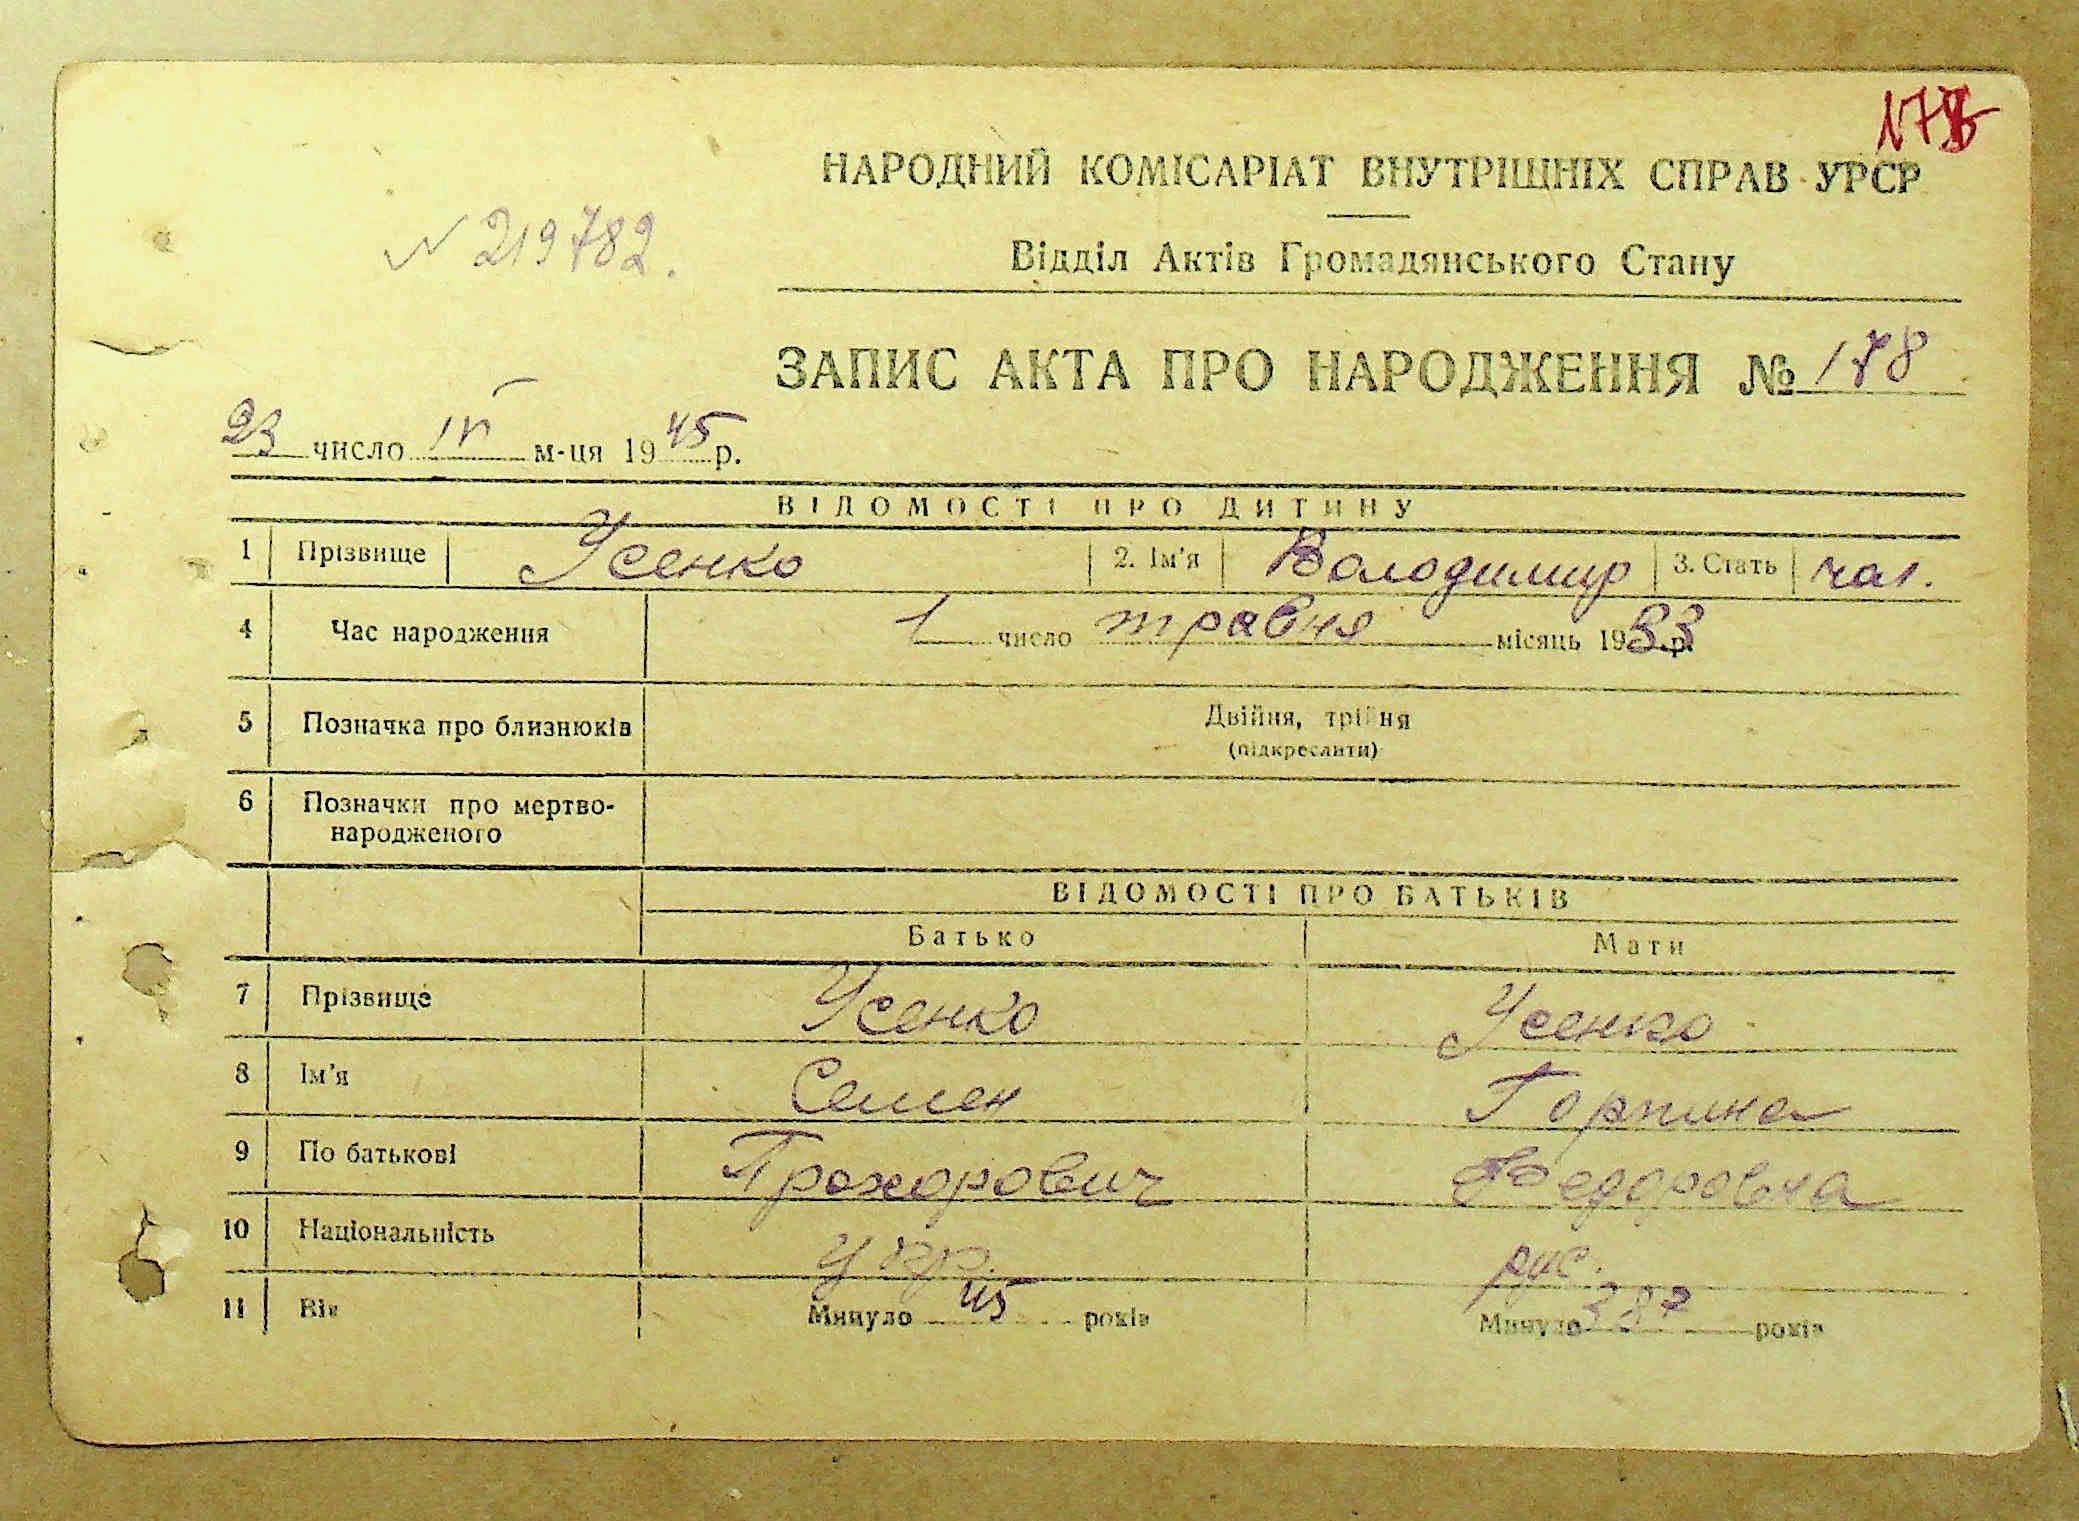 НАРОДНИЙ КОМІСАРІАТ ВНУТРІШНІХ СПРАВ УРСР
№ 219782.
Відділ Актів Громадянського Стану
ЗАПИС АКТА ПРО НАРОДЖЕННЯ № 178
23 число IV м-ця 1945 р.
ВІДОМОСТІ ПРО ДИТИНУ
1 Прізвище Усенко 2. Ім'я Володимир 3. Стать чол.
4 Час народження 1 число травня місяць 1933 р.
5 Позначка про близнюків Двійня, трійня
(підкреслити)
6 Позначки про мертво-
народженого
ВІДОМОСТІ ПРО БАТЬКІВ
Батько Мати
7 Прізвище Усенко Усенко
8 Ім'я Семен Горпина
9 По батькові Прохорович Федоровна
10 Національність укр. рус.
11 Вік Минуло 45 років Минуло 38 років